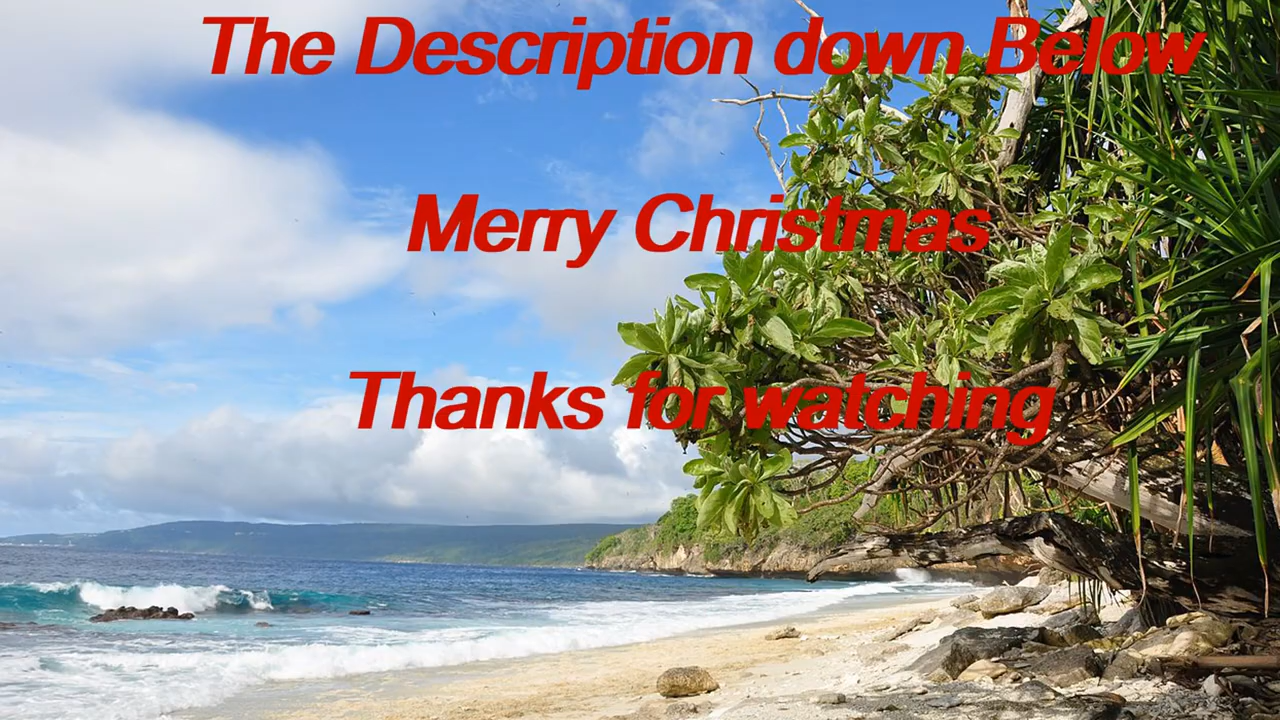 The Description down Below
Merry Christmas
Thanks for watching